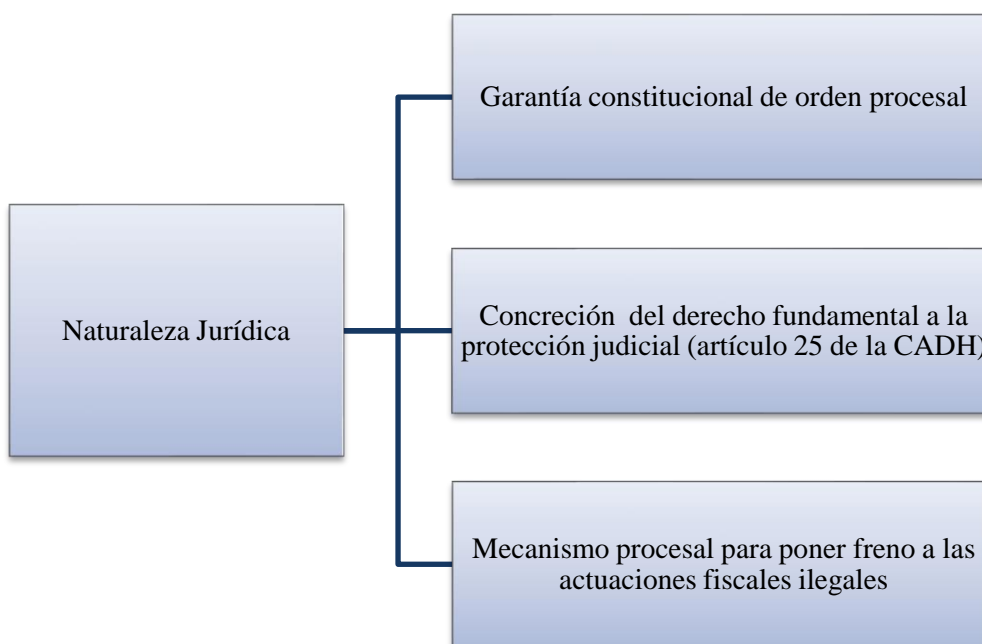 Garantía constitucional de orden procesal
Naturaleza Jurídica
Concreción del derecho fundamental a la
protección judicial (artículo 25 de la CADH)
Mecanismo procesal para poner freno a las
actuaciones fiscales ilegales